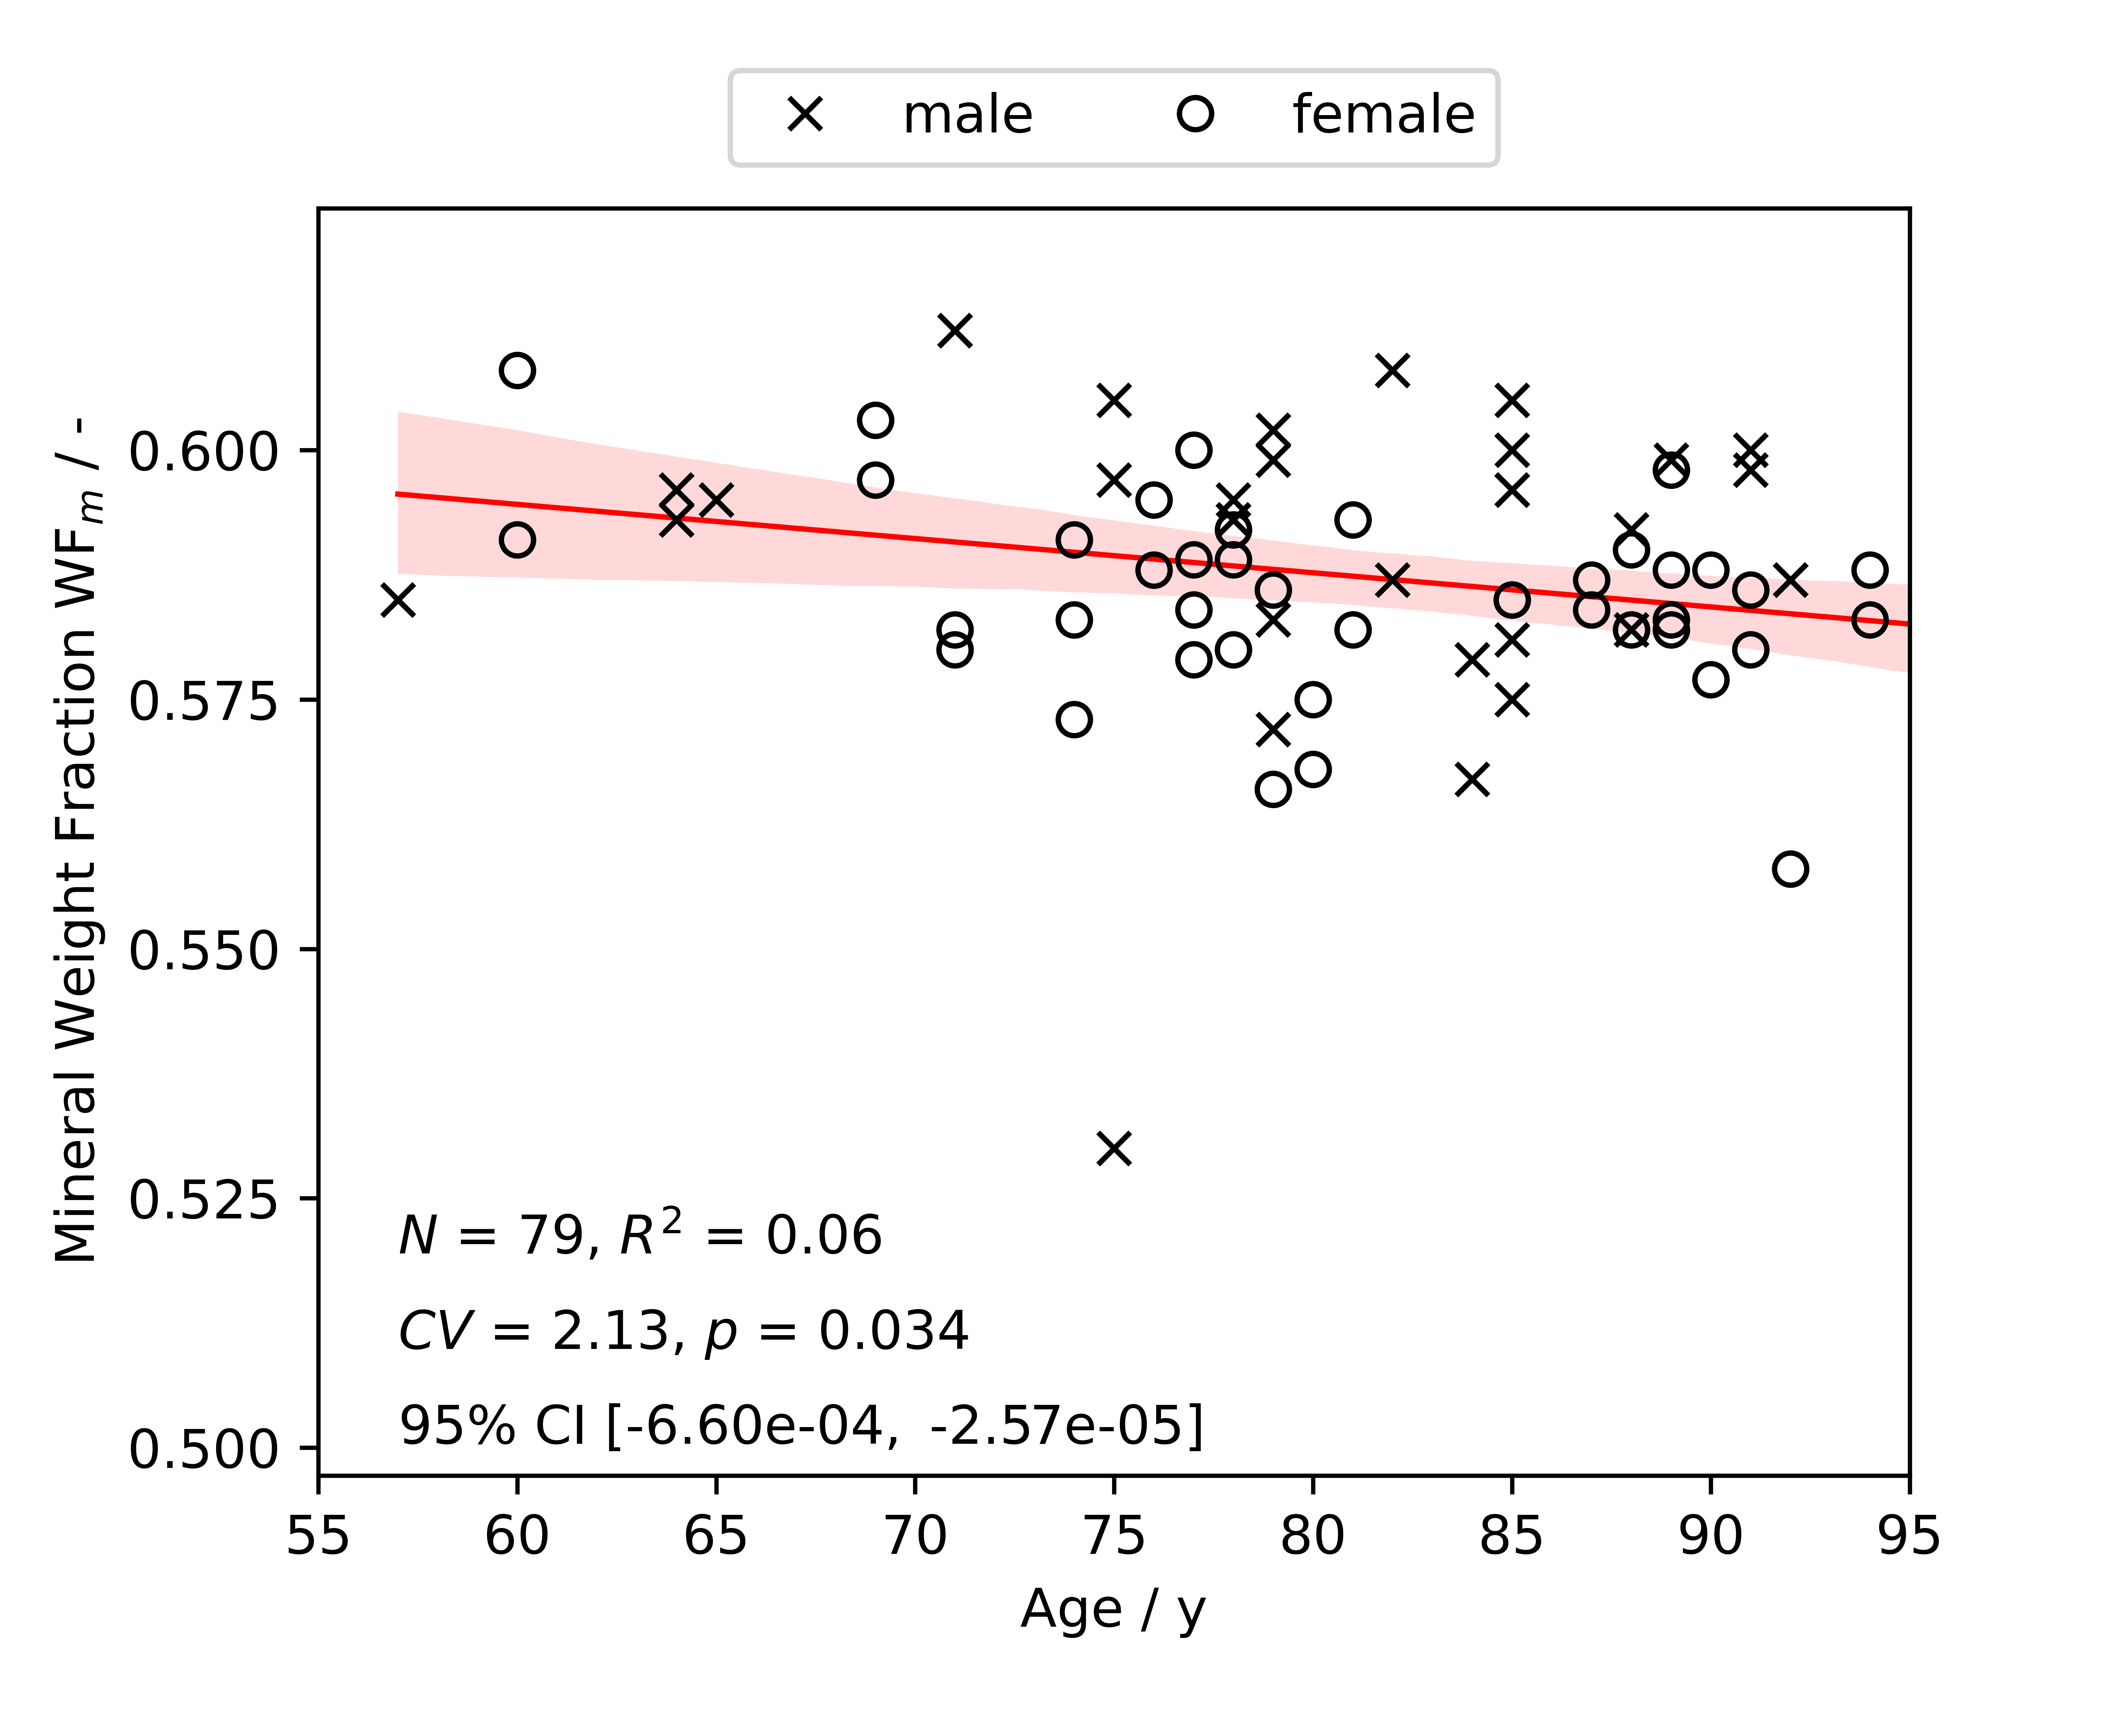 male female
Mineral Weight Fraction WFm / -
0.600
0.575
0.550
0.525
0.500
N = 79, R² = 0.06
CV = 2.13, p = 0.034
95% CI [-6.60e-04, -2.57e-05]
55 60 65 70 75 80 85 90 95
Age / y